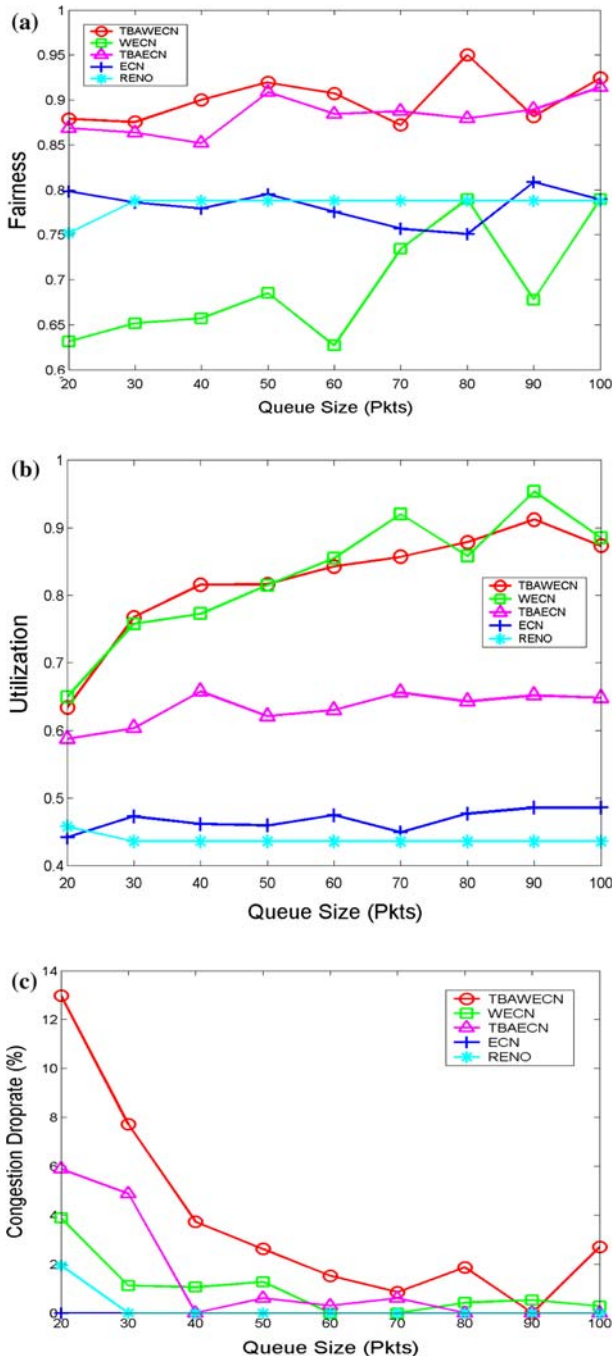 (a)
1
0.95
0.9
0.85
0.8
0.75
0.7
0.65
0.6
Fairness
TBAWECN
WECN
TBAECN
ECN
RENO
20 30 40 50 60 70 80 90 100
Queue Size (Pkts)
(b)
1
0.9
0.8
0.7
0.6
0.5
0.4
Utilization
TBAWECN
WECN
TBAECN
ECN
RENO
20 30 40 50 60 70 80 90 100
Queue Size (Pkts)
(c)
14
12
10
8
6
4
2
0
Congestion Droprate (%)
TBAWECN
WECN
TBAECN
ECN
RENO
20 30 40 50 60 70 80 90 100
Queue Size (Pkts)